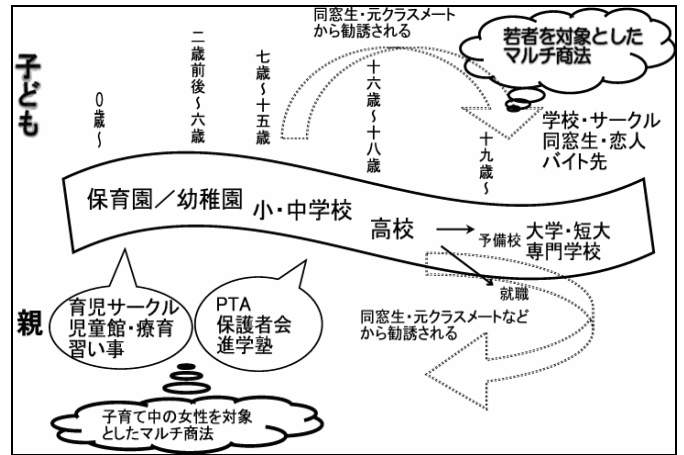 子ども
０歳～
二歳前後～六歳
七歳～十五歳
同窓生・元クラスメート
から勧誘される
十六歳～十八歳
若者を対象とした
マルチ商法
十九歳～
学校・サークル
同窓生・恋人
バイト先
保育園／幼稚園
小・中学校
高校
予備校
大学・短大
専門学校
就職
親
育児サークル
児童館・療育
習い事
PTA
保護者会
進学塾
同窓生・元クラスメートなど
から勧誘される
子育て中の女性を対象
としたマルチ商法